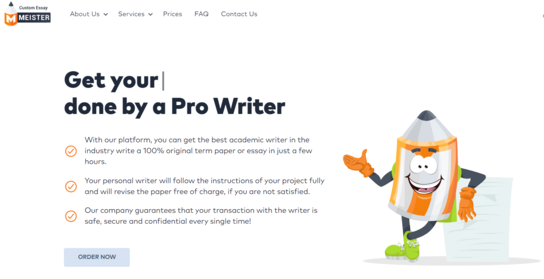 Custom Essay
MEISTER
About Us Services Prices FAQ Contact Us
Get your
done by a Pro Writer
With our platform, you can get the best academic writer in the
industry write a 100% original term paper or essay in just a few
hours.
Your personal writer will follow the instructions of your project fully
and will revise the paper free of charge, if you are not satisfied.
Our company guarantees that your transaction with the writer is
safe, secure and confidential every single time!
ORDER NOW